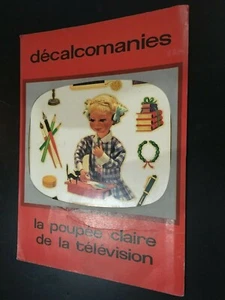 décalcomanies
la poupée claire
de la télévision